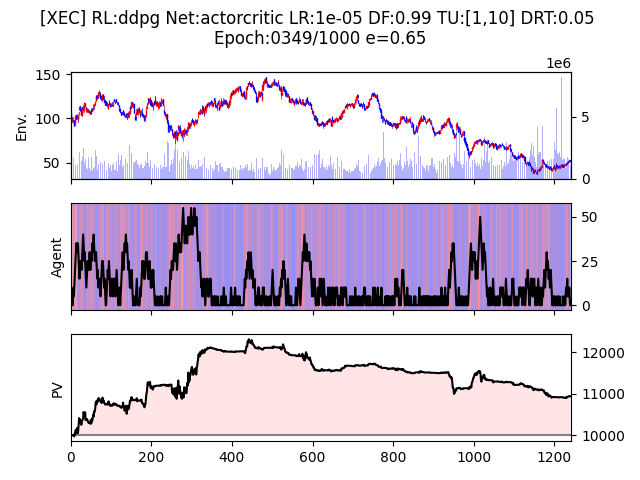 [XEC] RL:ddpg Net:actorcritic LR:1e-05 DF:0.99 TU:[1,10] DRT:0.05
Epoch:0349/1000 e=0.65
1e6
150
100
50
Env.
5
0
Agent
50
25
0
PV
12000
11000
10000
0 200 400 600 800 1000 1200